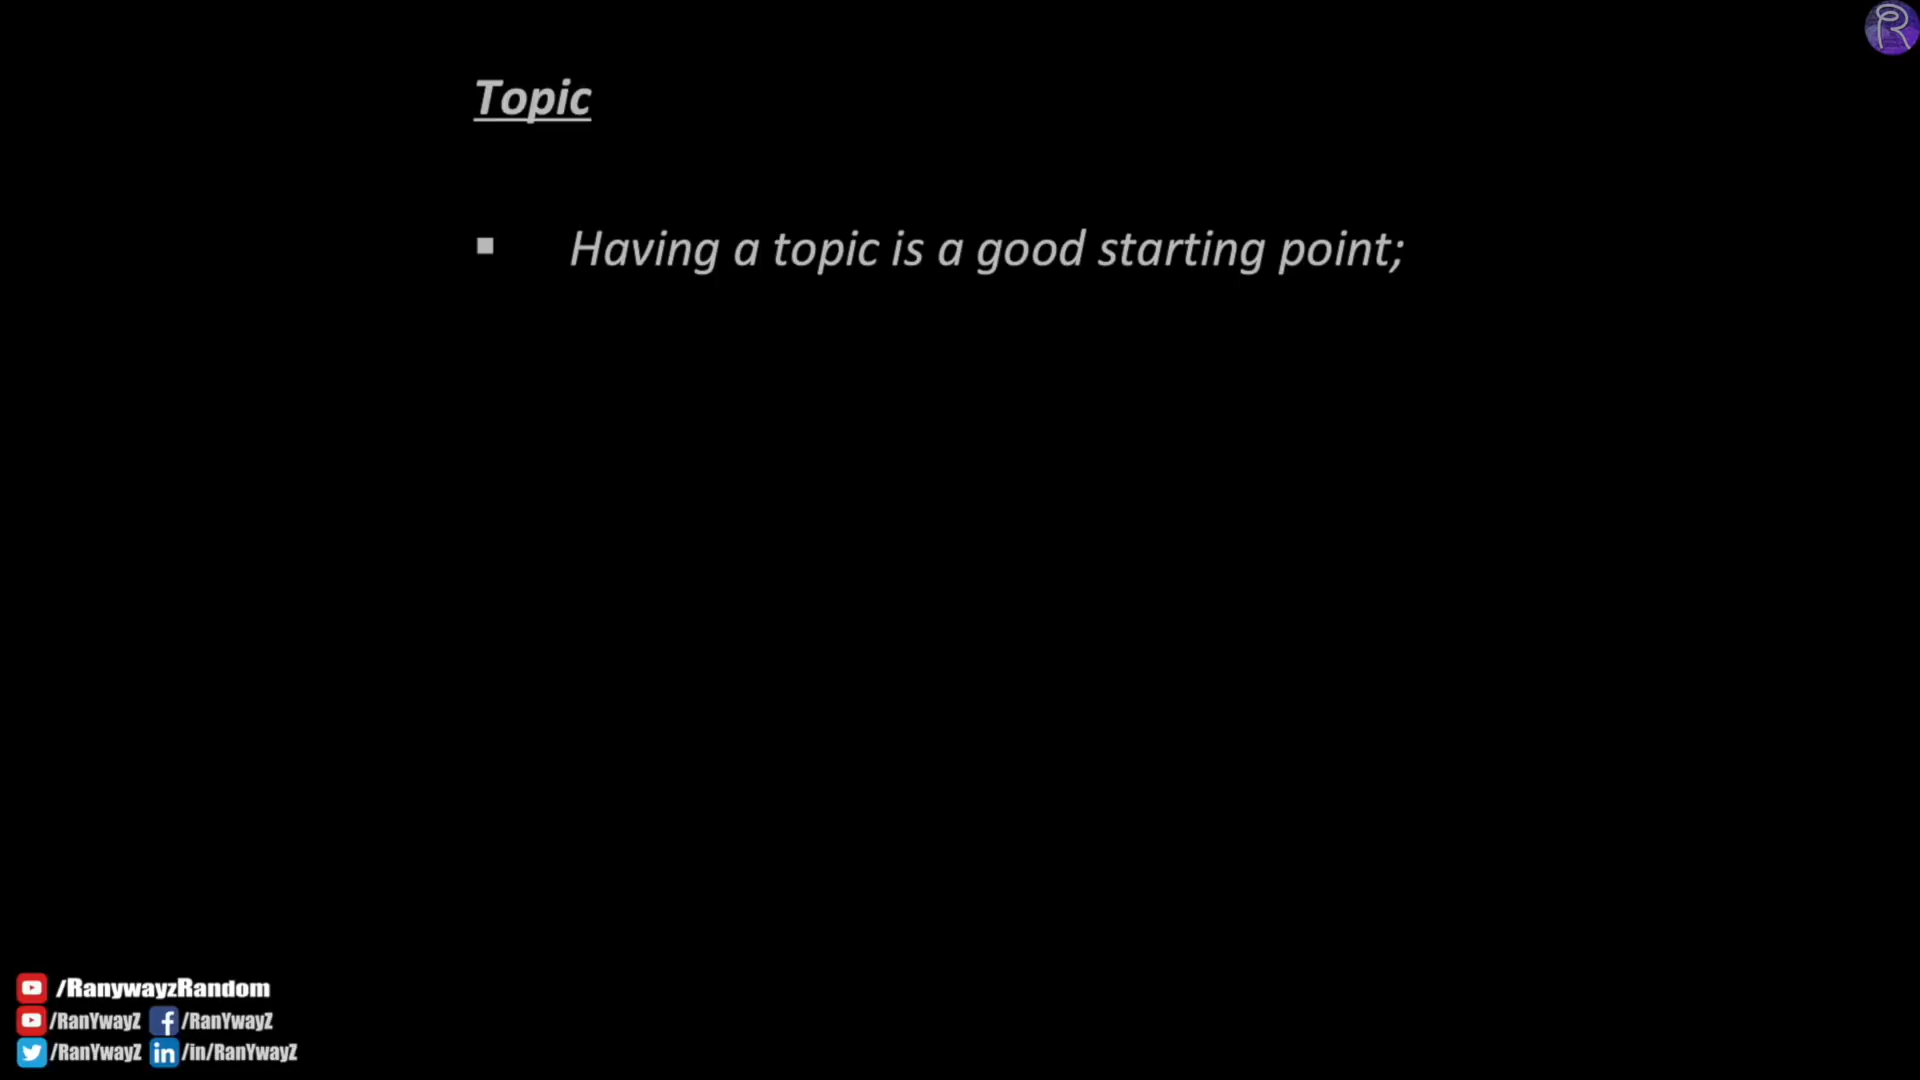 Topic
▪ Having a topic is a good starting point;
/RanywayzRandom
/RanYwayZ /RanYwayZ
/RanYwayZ /in/RanYwayZ